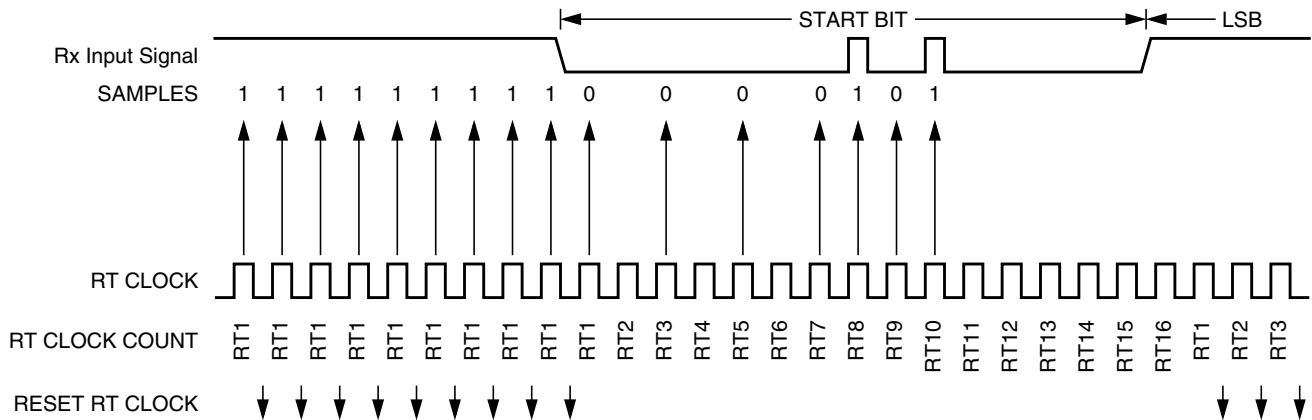 START BIT LSB
Rx Input Signal
SAMPLES 1 1 1 1 1 1 1 1 1 0 0 0 0 1 0 1
RT CLOCK
RT CLOCK COUNT RT1 RT1 RT1 RT1 RT1 RT1 RT1 RT1 RT1 RT1 RT2 RT3 RT4 RT5 RT6 RT7 RT8 RT9 RT10 RT11 RT12 RT13 RT14 RT15 RT16 RT1 RT2 RT3
RESET RT CLOCK